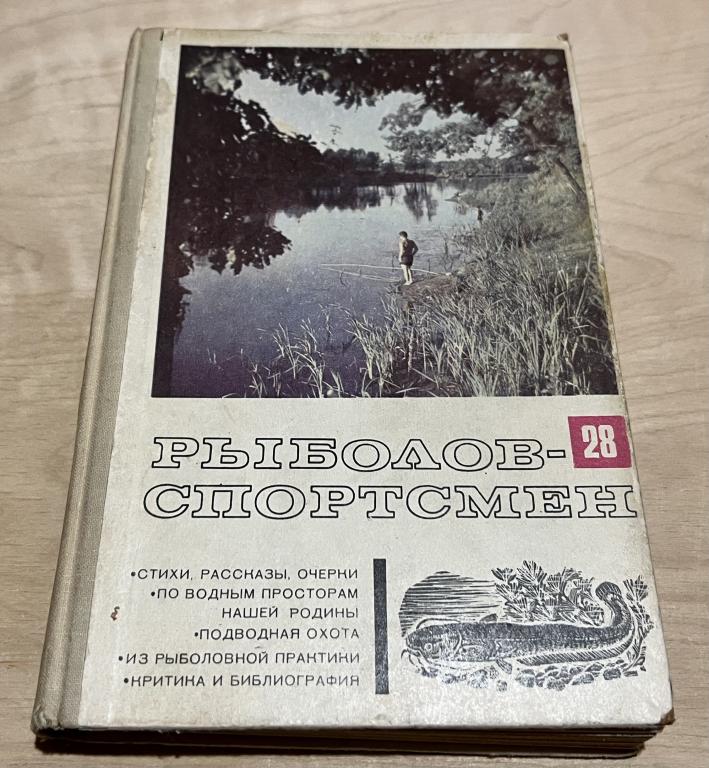 РЫБОЛОВ-
28
СПОРТСМЕН
•СТИХИ, РАССКАЗЫ, ОЧЕРКИ
•ПО ВОДНЫМ ПРОСТОРАМ
НАШЕЙ РОДИНЫ
•ПОДВОДНАЯ ОХОТА
•ИЗ РЫБОЛОВНОЙ ПРАКТИКИ
•КРИТИКА И БИБЛИОГРАФИЯ